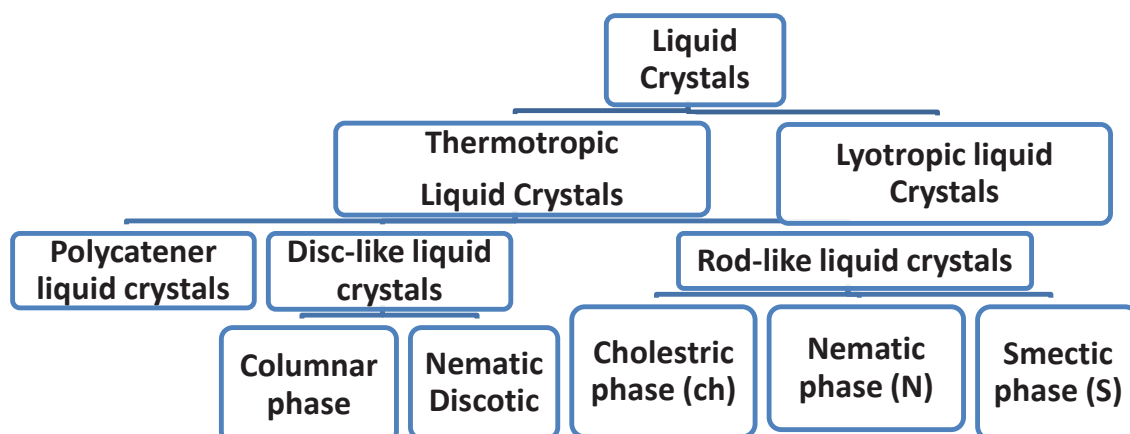 Liquid
Crystals
Thermotropic
Liquid Crystals
Lyotropic liquid
Crystals
Polycatener
liquid crystals
Disc-like liquid
crystals
Rod-like liquid crystals
Columnar
phase
Nematic
Discotic
Cholestric
phase (ch)
Nematic
phase (N)
Smectic
phase (S)